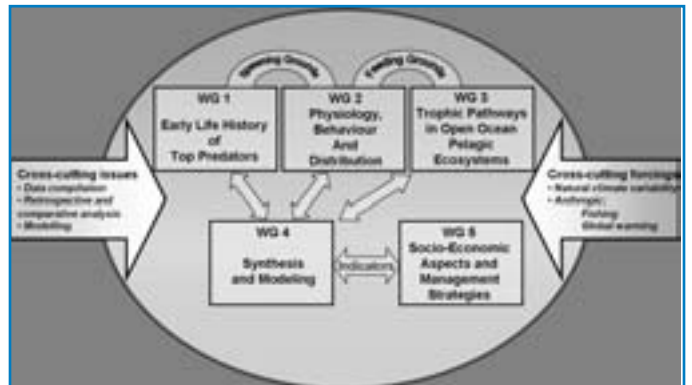 Spawning Grounds
Feeding Grounds
WG 1
Early Life History
of
Top Predators
WG 2
Physiology,
Behaviour
And
Distribution
WG 3
Trophic Pathways
in Open Ocean
Pelagic
Ecosystems
Cross-cutting issues
• Data compilation
• Retrospective and
comparative analysis
• Modelling
Cross-cutting forcings
• Natural climate variability
• Anthropic:
Fishing
Global warming
WG 4
Synthesis
and Modeling
Indicators
WG 5
Socio-Economic
Aspects and
Management
Strategies